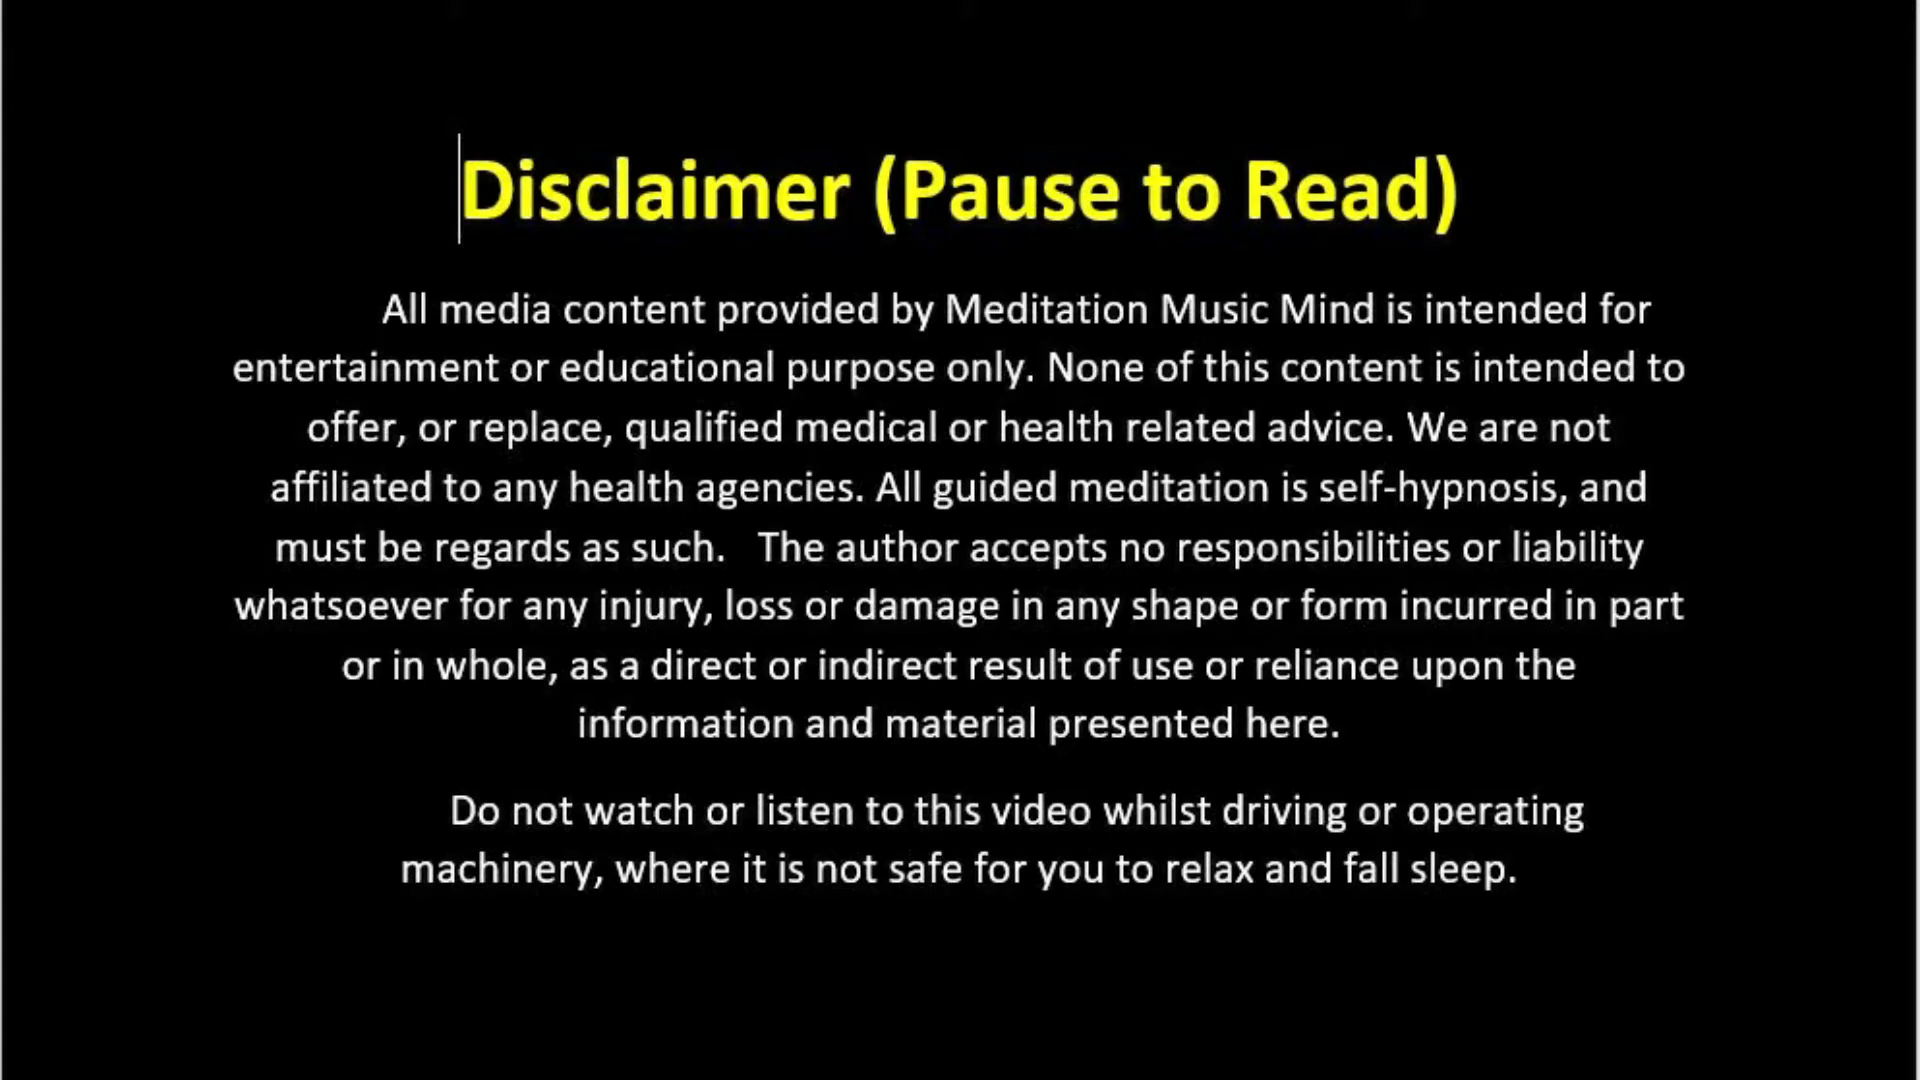 Disclaimer (Pause to Read)
All media content provided by Meditation Music Mind is intended for
entertainment or educational purpose only. None of this content is intended to
offer, or replace, qualified medical or health related advice. We are not
affiliated to any health agencies. All guided meditation is self-hypnosis, and
must be regards as such.   The author accepts no responsibilities or liability
whatsoever for any injury, loss or damage in any shape or form incurred in part
or in whole, as a direct or indirect result of use or reliance upon the
information and material presented here.
Do not watch or listen to this video whilst driving or operating
machinery, where it is not safe for you to relax and fall sleep.